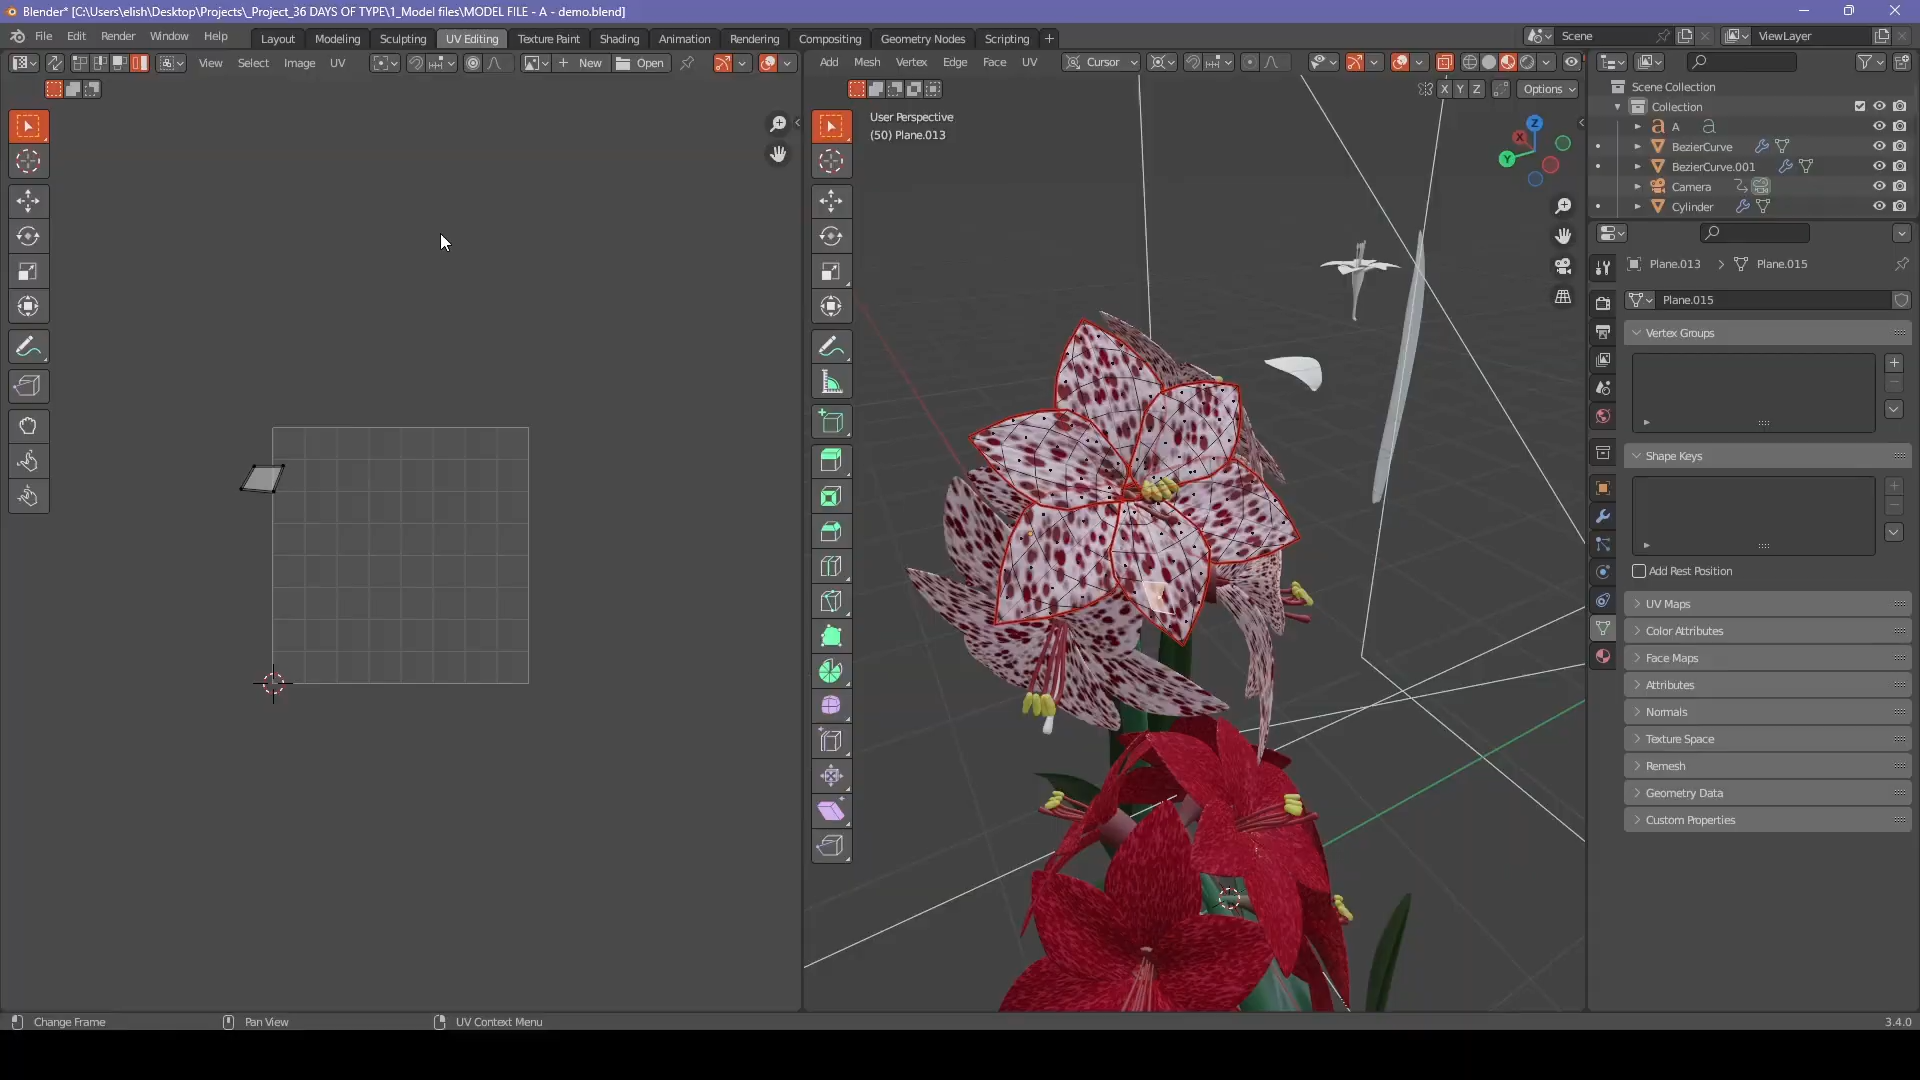 Blender* [C:\Users\elish\Desktop\Projects\_Project_36 DAYS OF TYPE\1_Model files\MODEL FILE - A - demo.blend]
File Edit Render Window Help Layout Modeling Sculpting UV Editing Texture Paint Shading Animation Rendering Compositing Geometry Nodes Scripting + Scene ViewLayer
View Select Image UV New Open Add Mesh Vertex Edge Face UV Cursor
X Y Z Options
User Perspective
(50) Plane.013
Scene Collection
Collection
A
BezierCurve
BezierCurve.001
Camera
Cylinder
Z
X
Y
Plane.013 > Plane.015
Plane.015
Vertex Groups
Shape Keys
Add Rest Position
UV Maps
Color Attributes
Face Maps
Attributes
Normals
Texture Space
Remesh
Geometry Data
Custom Properties
Change Frame Pan View UV Context Menu 3.4.0